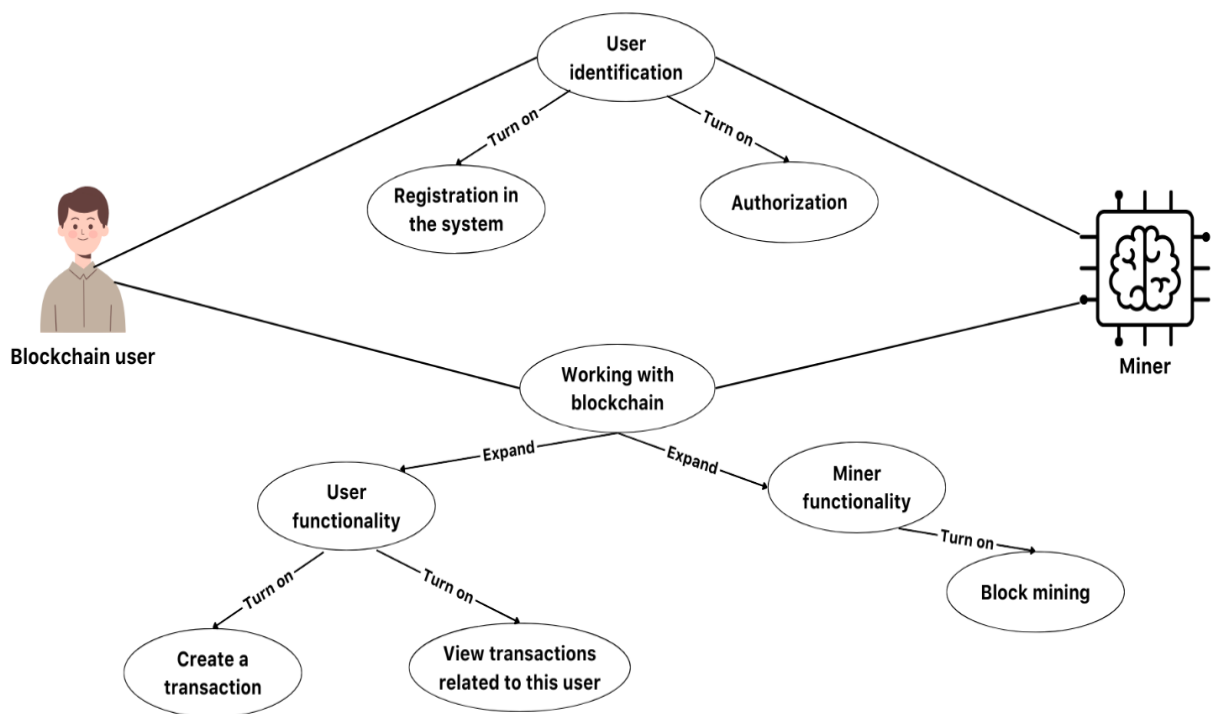 User
identification
Turn on
Turn on
Registration in
the system
Authorization
Blockchain user
Miner
Working with
blockchain
Expand
Expand
User
functionality
Miner
functionality
Turn on
Turn on
Turn on
Block mining
Create a
transaction
View transactions
related to this user